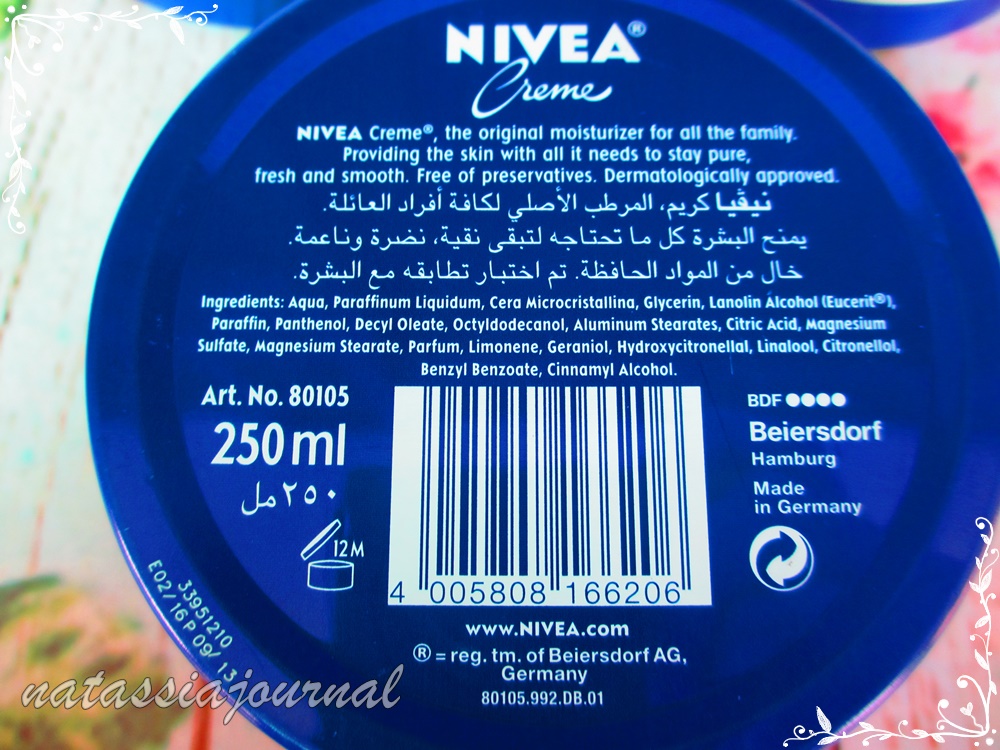 NIVEA®
Creme
NIVEA Creme®, the original moisturizer for all the family.
Providing the skin with all it needs to stay pure,
fresh and smooth. Free of preservatives. Dermatologically approved.
نيڤيا كريم، المرطب الأصلي لكافة أفراد العائلة.
يمنح البشرة كل ما تحتاجه لتبقى نقية، نضرة وناعمة.
خال من المواد الحافظة. تم اختبار تطابقه مع البشرة.
Ingredients: Aqua, Paraffinum Liquidum, Cera Microcristallina, Glycerin, Lanolin Alcohol (Eucerit®),
Paraffin, Panthenol, Decyl Oleate, Octyldodecanol, Aluminum Stearates, Citric Acid, Magnesium
Sulfate, Magnesium Stearate, Parfum, Limonene, Geraniol, Hydroxycitronellal, Linalool, Citronellol,
Benzyl Benzoate, Cinnamyl Alcohol.
Art. No. 80105
250 ml
٢٥٠ مل
12M
4 005808 166206
BDF ●●●●
Beiersdorf
Hamburg
Made
in Germany
www.NIVEA.com
® = reg. tm. of Beiersdorf AG,
Germany
80105.992.DB.01
33951210
E02/16P09/13
natassiajournal